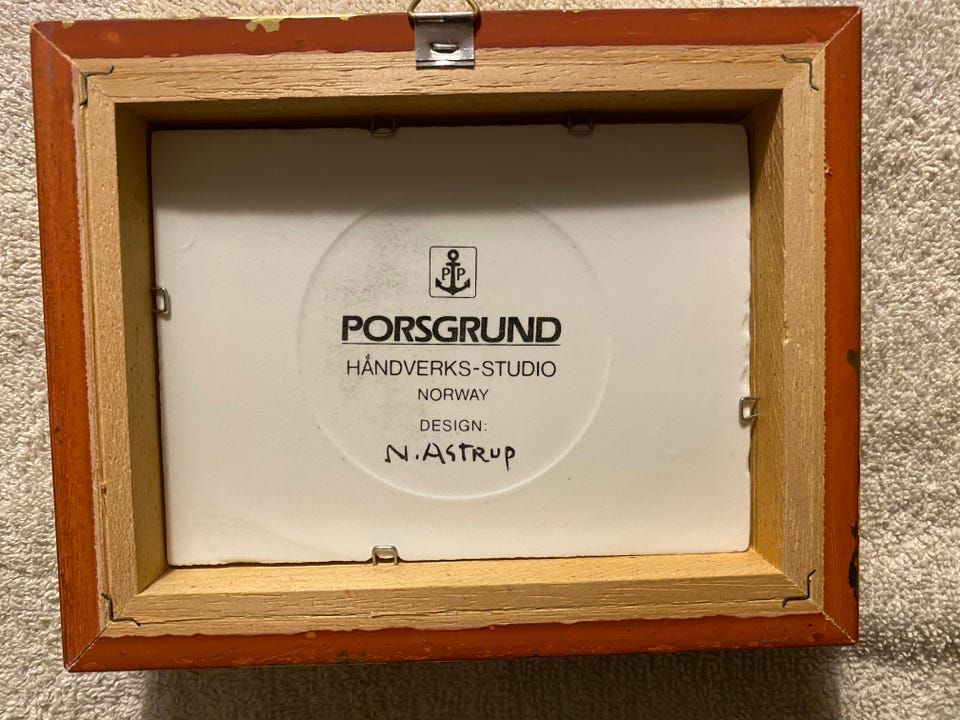 P P
PORSGRUND
HÅNDVERKS-STUDIO
NORWAY
DESIGN:
N. ASTRUP